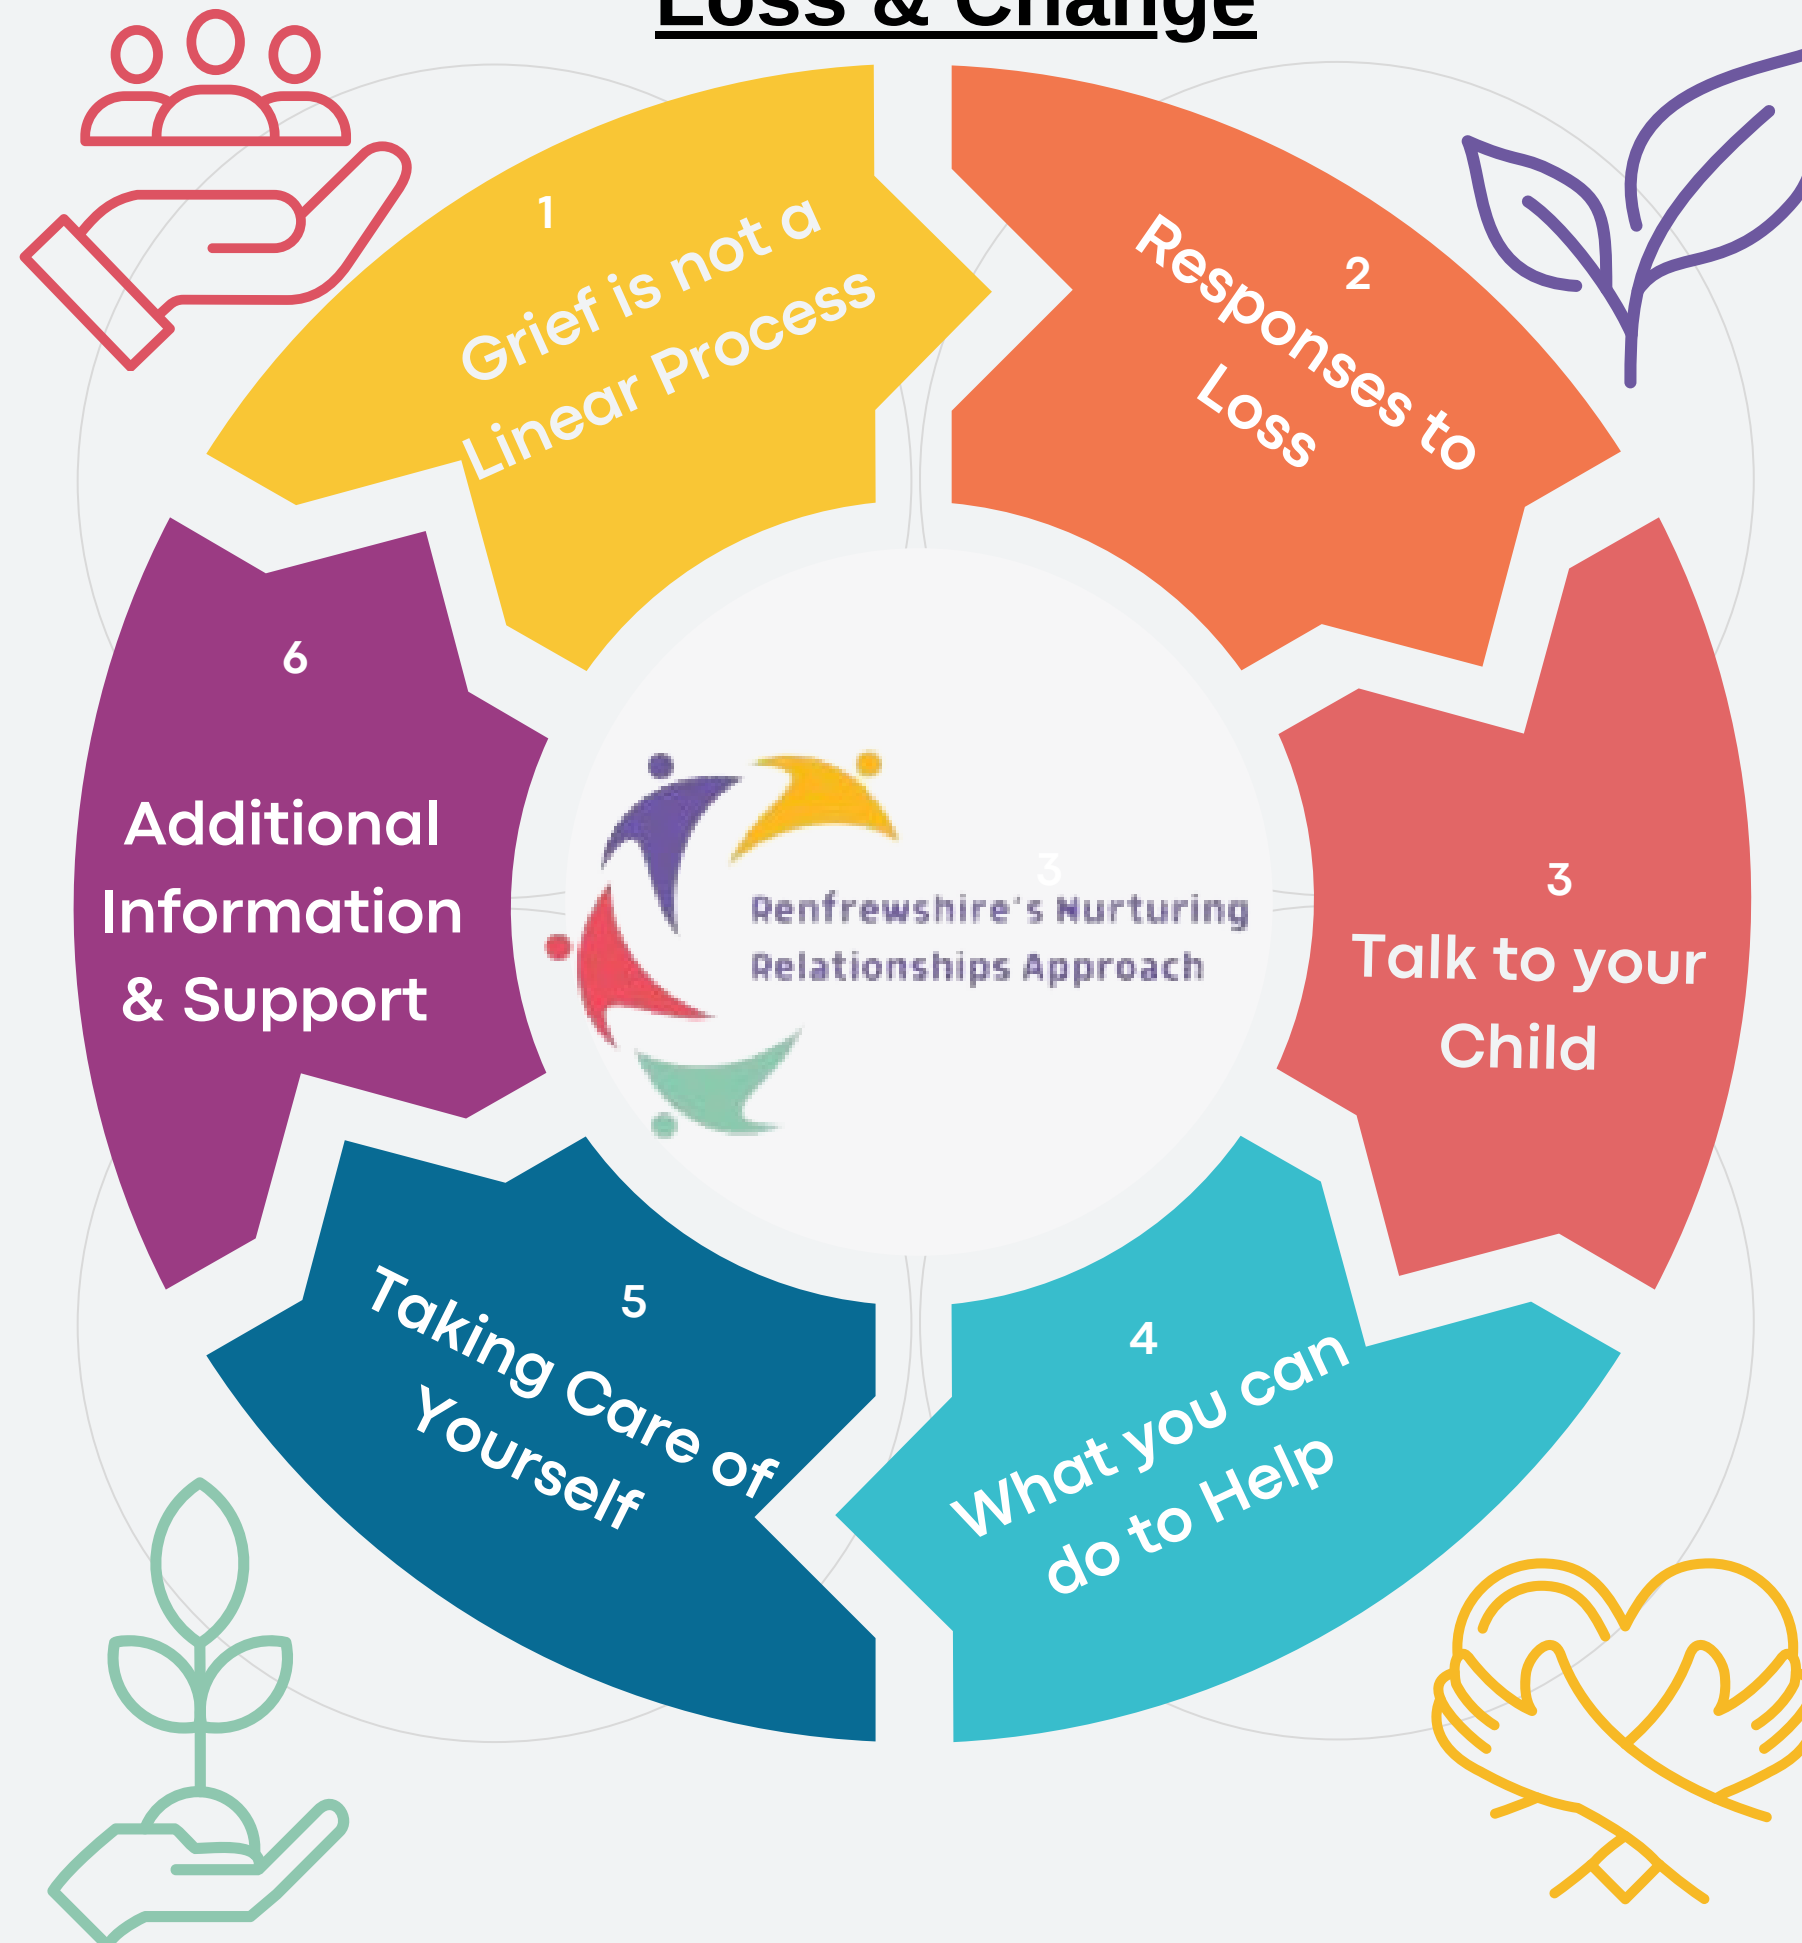 Loss & Change
1
Grief is not a
Linear Process
2
Responses to
Loss
3
Talk to your
Child
4
What you can
do to Help
5
Taking Care of
Yourself
6
Additional
Information
& Support
3
Renfrewshire's Nurturing
Relationships Approach